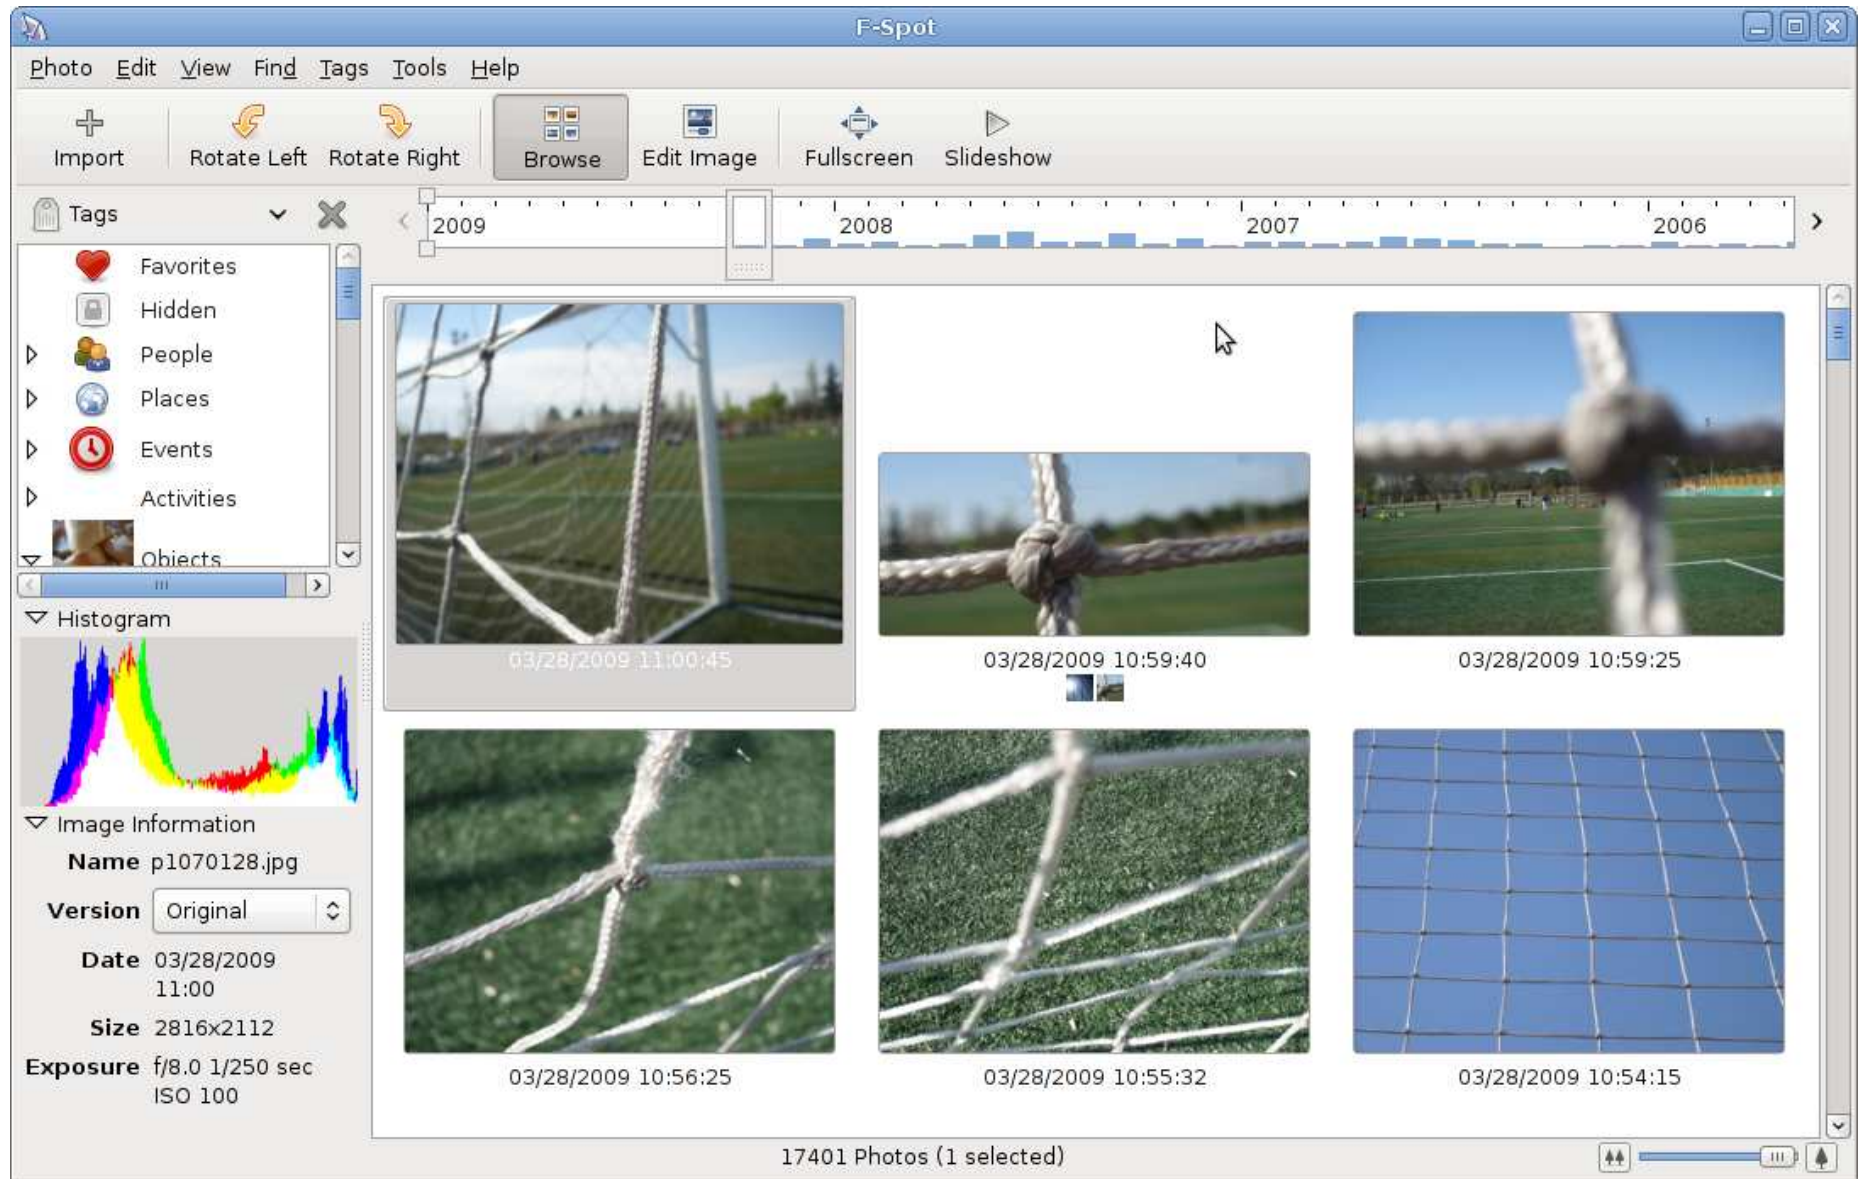 F-Spot
Photo Edit View Find Tags Tools Help
Import Rotate Left Rotate Right Browse Edit Image Fullscreen Slideshow
Tags
2009 2008 2007 2006
Favorites
Hidden
People
Places
Events
Activities
Objects
Histogram
Image Information
Name p1070128.jpg
Version Original
Date 03/28/2009
11:00
Size 2816x2112
Exposure f/8.0 1/250 sec
ISO 100
03/28/2009 11:00:45
03/28/2009 10:59:40
03/28/2009 10:59:25
03/28/2009 10:56:25
03/28/2009 10:55:32
03/28/2009 10:54:15
17401 Photos (1 selected)